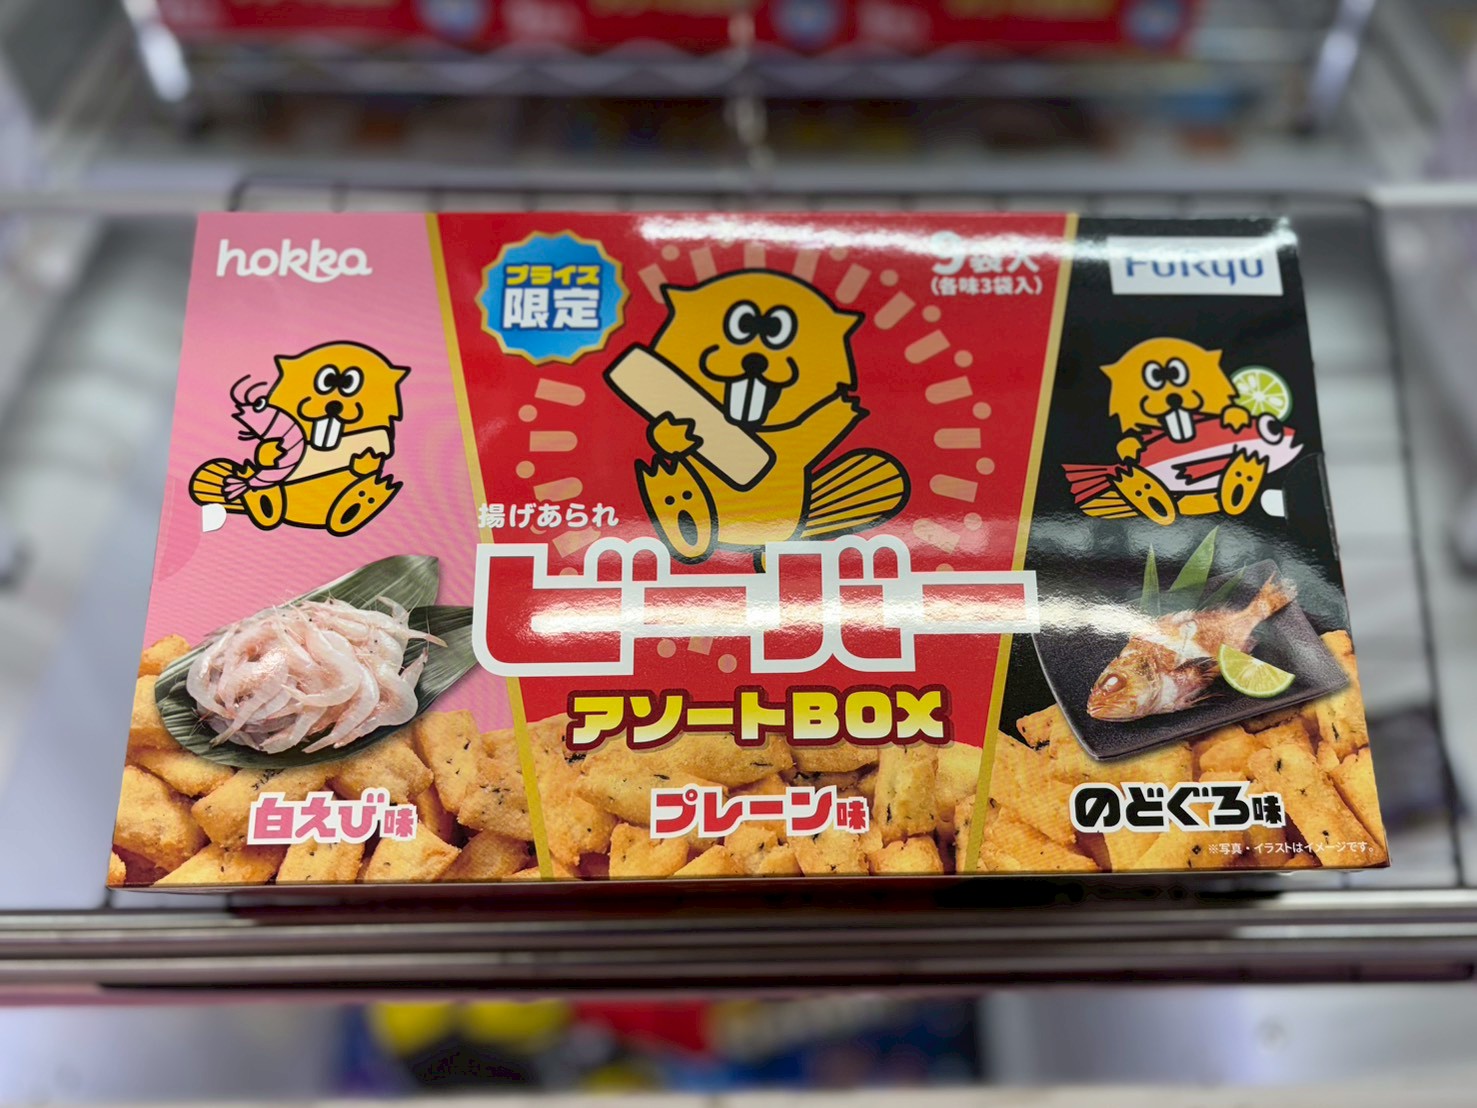 hokka
プライス
限定
9袋入
(各味3袋入)
FuRyu
揚げあられ
ビーバー
アソートBOX
白えび味
プレーン味
のどぐろ味
※写真・イラストはイメージです。